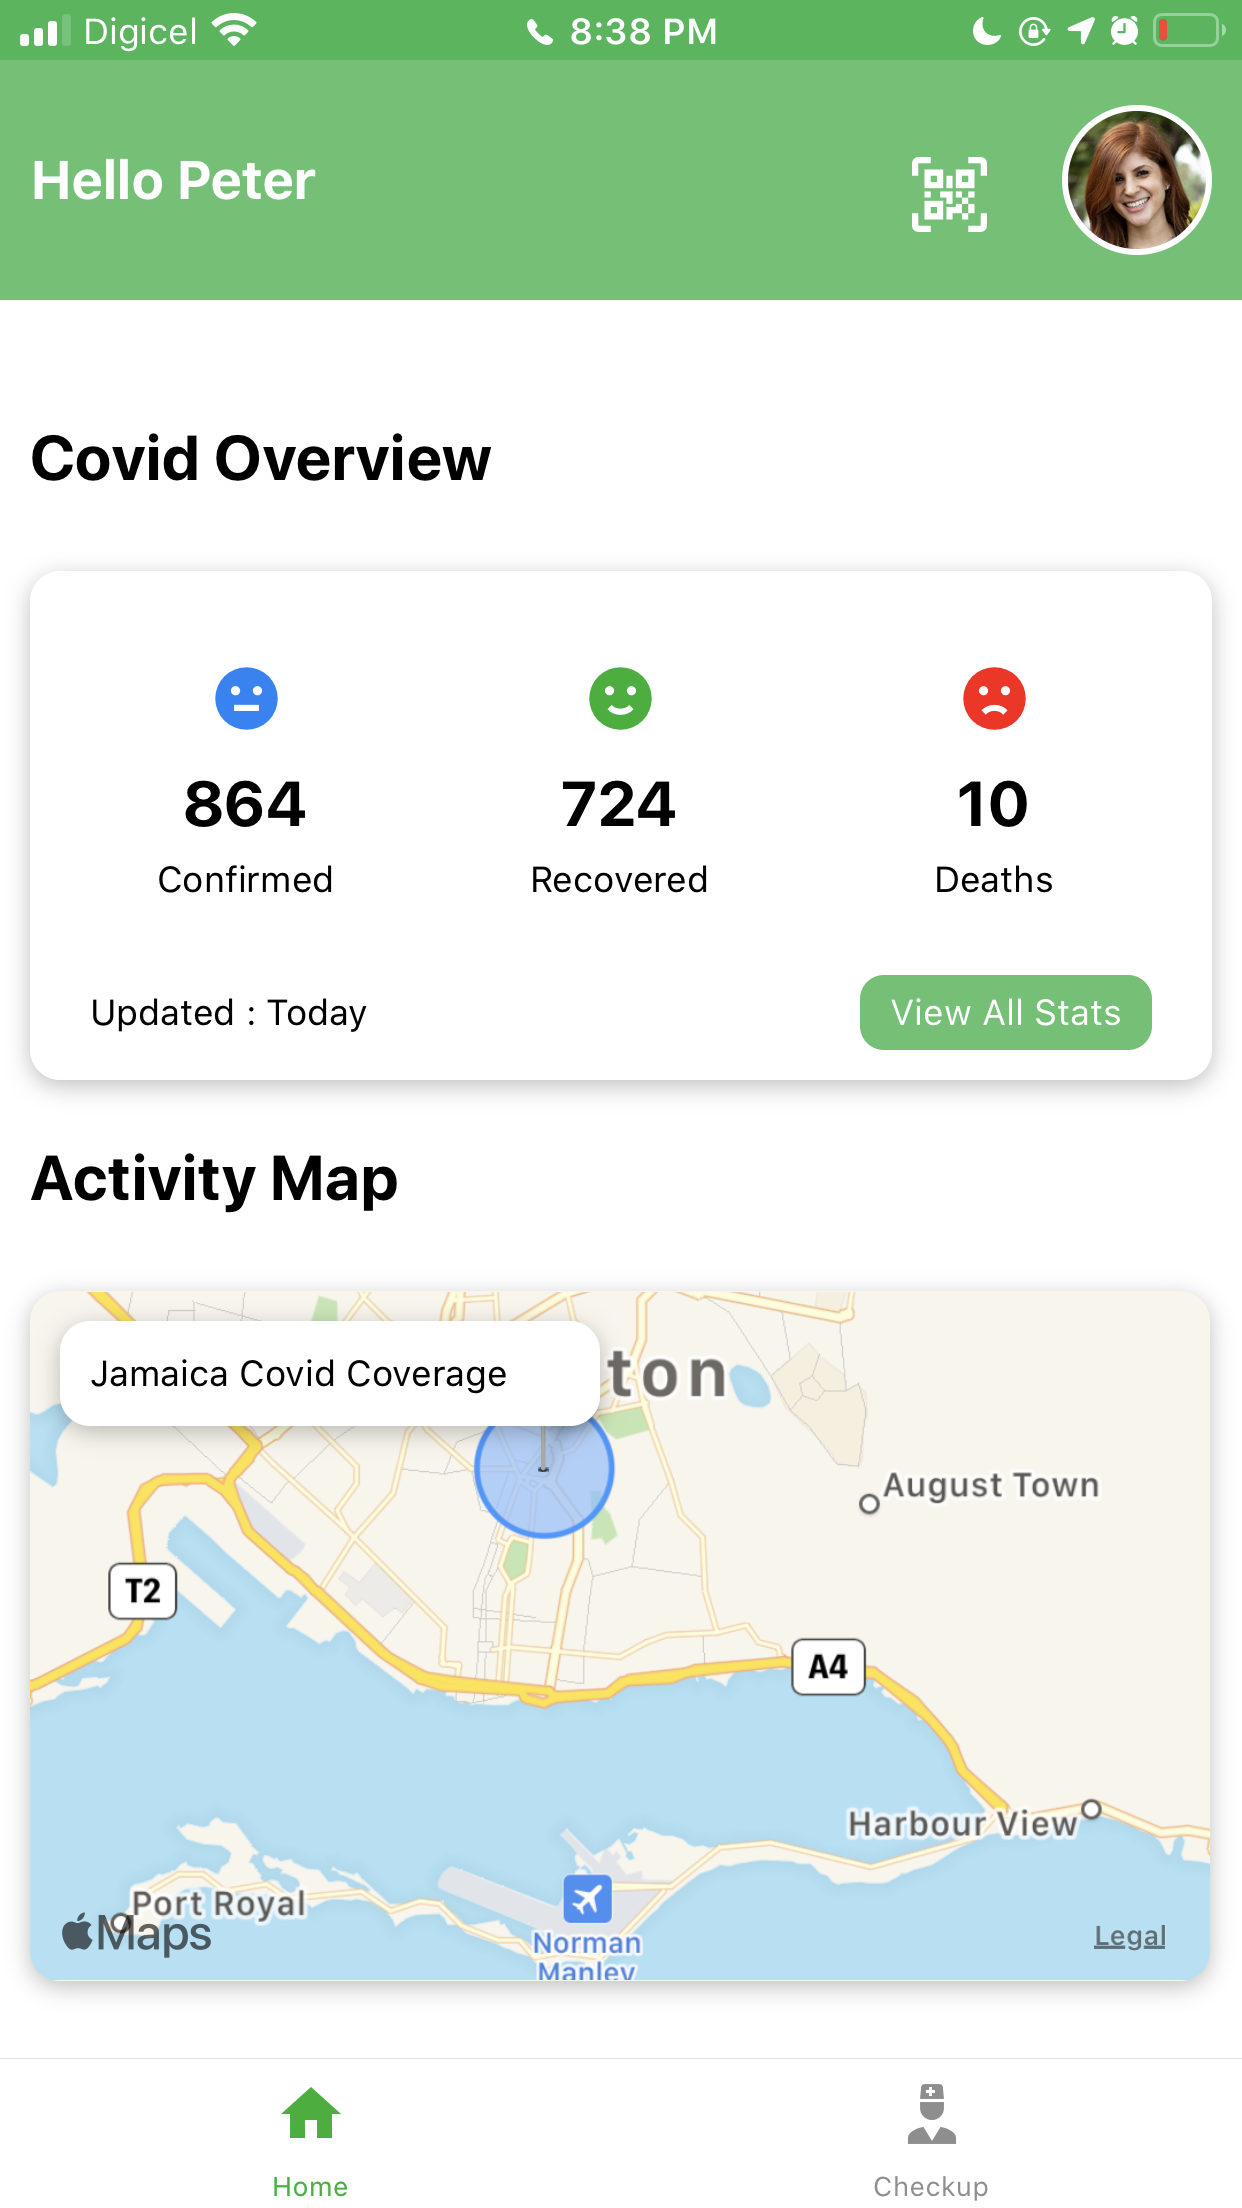 Digicel
8:38 PM
Hello Peter
Covid Overview
864
724
10
Confirmed
Recovered
Deaths
Updated : Today
View All Stats
Activity Map
Jamaica Covid Coverage
ton
August Town
T2
A4
Harbour View
Port Royal
Maps
Norman
Manley
Legal
Home
Checkup